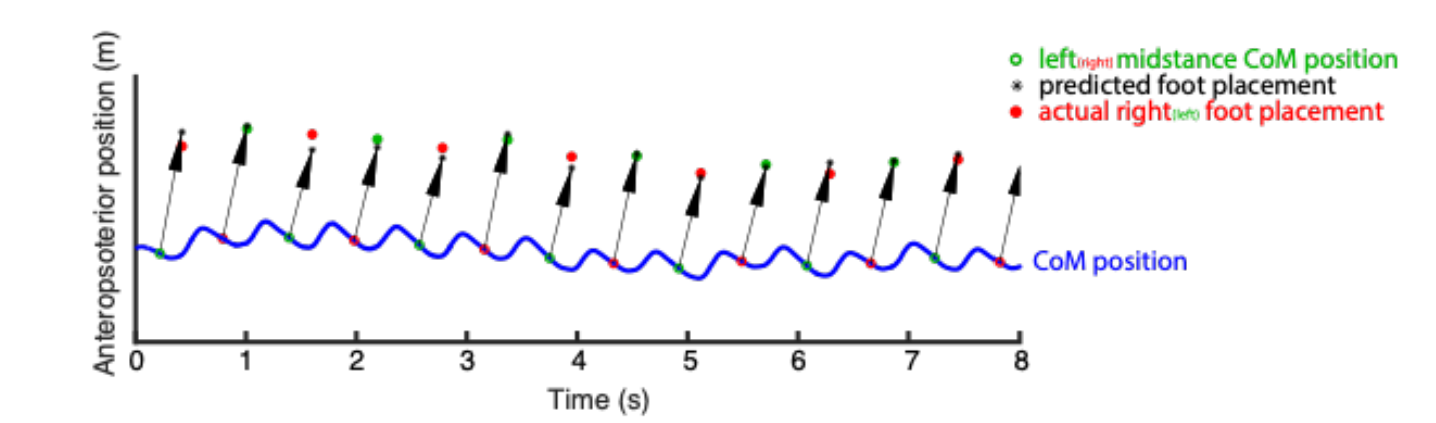 Anteroposterior position (m)
left(right) midstance CoM position
predicted foot placement
actual right(left) foot placement
CoM position
0 1 2 3 4 5 6 7 8
Time (s)